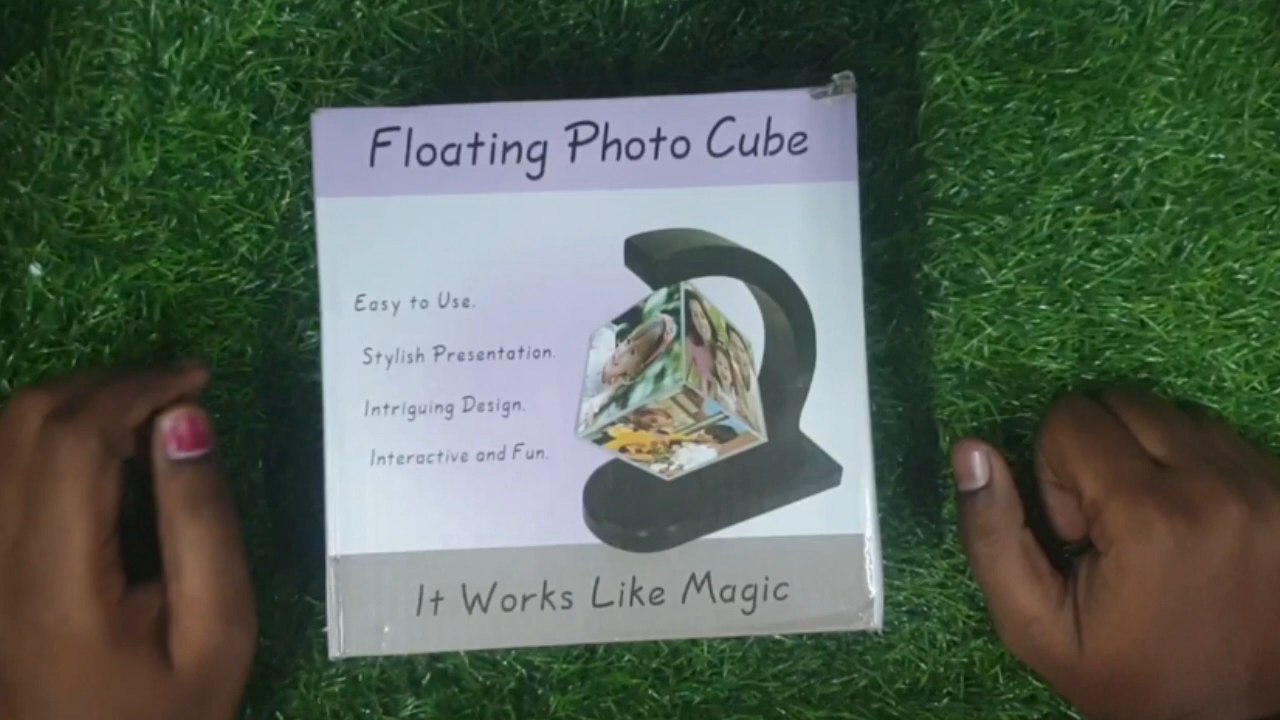 Floating Photo Cube
Easy to Use.
Stylish Presentation.
Intriguing Design.
Interactive and Fun.
It Works Like Magic